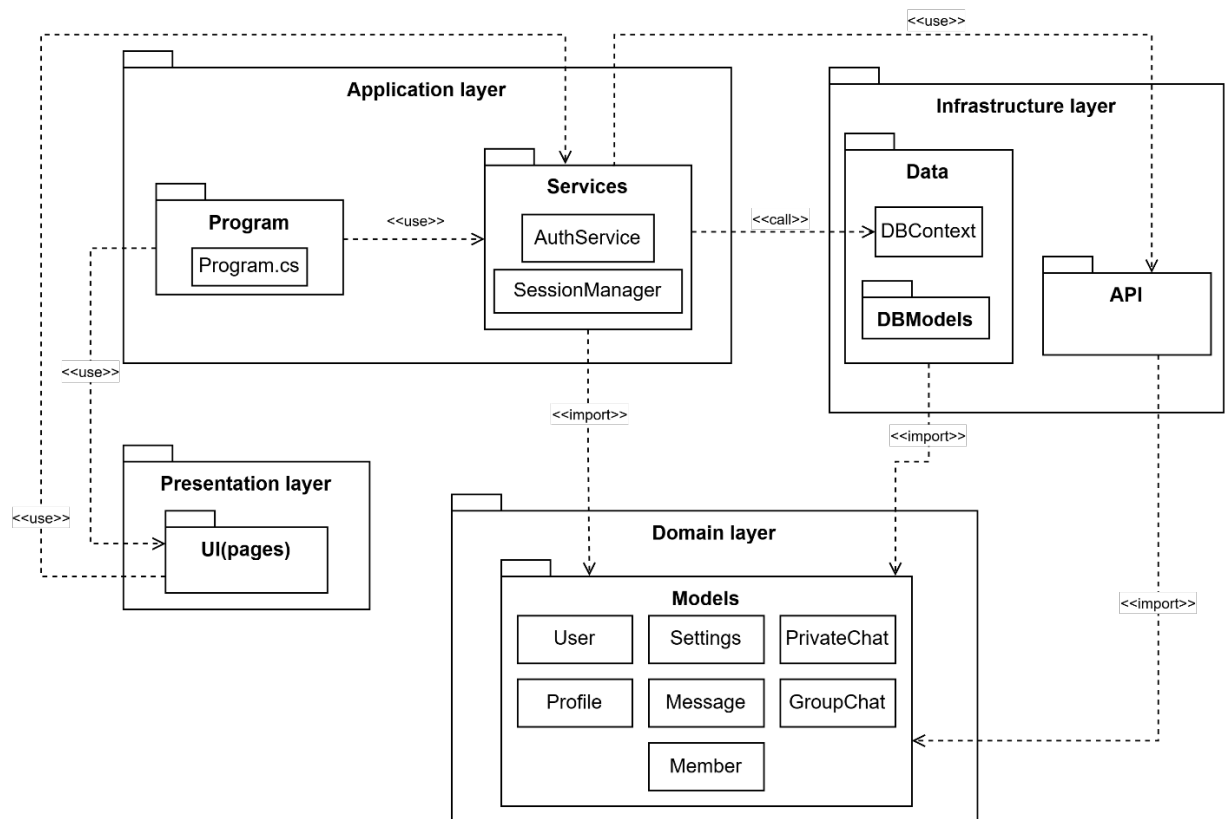 <<use>>
Application layer
Infrastructure layer
Data
Services
Program
<<use>>
<<call>>
AuthService
DBContext
Program.cs
SessionManager
API
DBModels
<<use>>
<<import>>
<<import>>
Presentation layer
<<use>>
Domain layer
UI(pages)
Models
<<import>>
User
Settings
PrivateChat
Profile
Message
GroupChat
Member